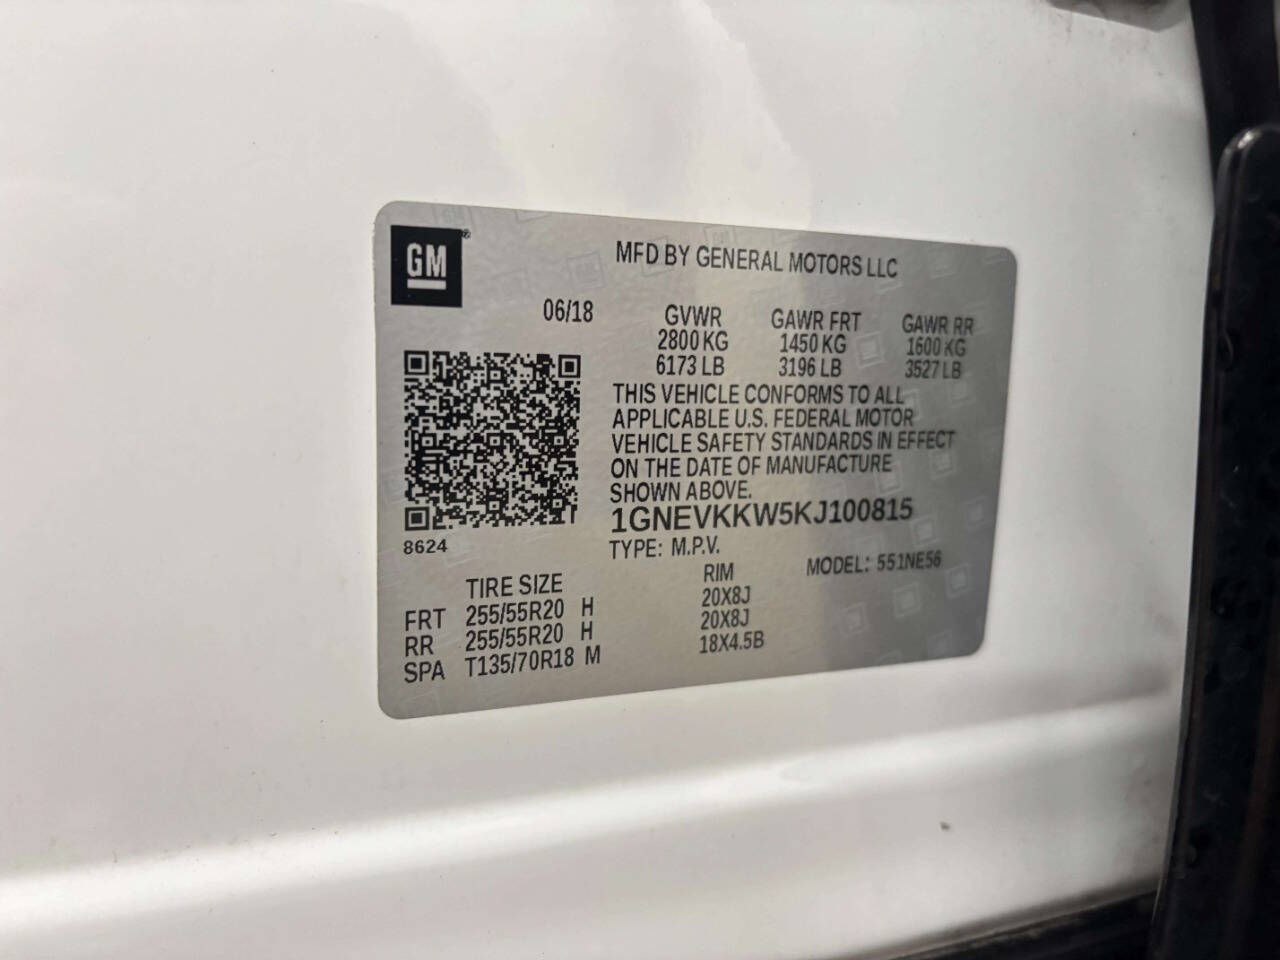 GM®
MFD BY GENERAL MOTORS LLC
06/18
GVWR GAWR FRT GAWR RR
2800 KG 1450 KG 1600 KG
6173 LB 3196 LB 3527 LB
THIS VEHICLE CONFORMS TO ALL
APPLICABLE U.S. FEDERAL MOTOR
VEHICLE SAFETY STANDARDS IN EFFECT
ON THE DATE OF MANUFACTURE
SHOWN ABOVE.
1GNEVKKW5KJ100815
8624
TYPE: M.P.V. MODEL: 551NE56
TIRE SIZE RIM
FRT 255/55R20 H 20X8J
RR 255/55R20 H 20X8J
SPA T135/70R18 M 18X4.5B